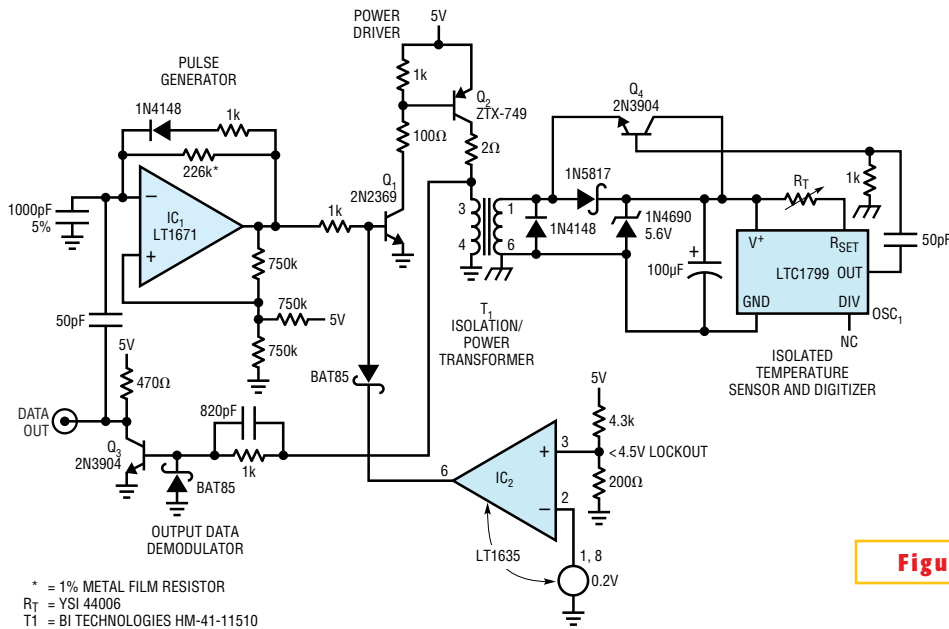 POWER
DRIVER
5V
PULSE
GENERATOR
1N4148
1k
226k*
1k
Q2
ZTX-749
100Ω
2Ω
Q4
2N3904
1000pF
5%
–
+
IC1
LT1671
1k
Q1
2N2369
3
4
1
6
1N5817
1N4148
1N4690
5.6V
+
100µF
RT
1k
50pF
V+
RSET
LTC1799
OUT
GND
DIV
OSC1
NC
750k
750k
5V
750k
50pF
5V
470Ω
T1
ISOLATION/
POWER
TRANSFORMER
ISOLATED
TEMPERATURE
SENSOR AND DIGITIZER
BAT85
DATA
OUT
820pF
1k
Q3
2N3904
BAT85
OUTPUT DATA
DEMODULATOR
5V
4.3k
<4.5V LOCKOUT
200Ω
6
IC2
+
3
–
2
LT1635
1, 8
0.2V
Figu
* = 1% METAL FILM RESISTOR
RT = YSI 44006
T1 = BI TECHNOLOGIES HM-41-11510